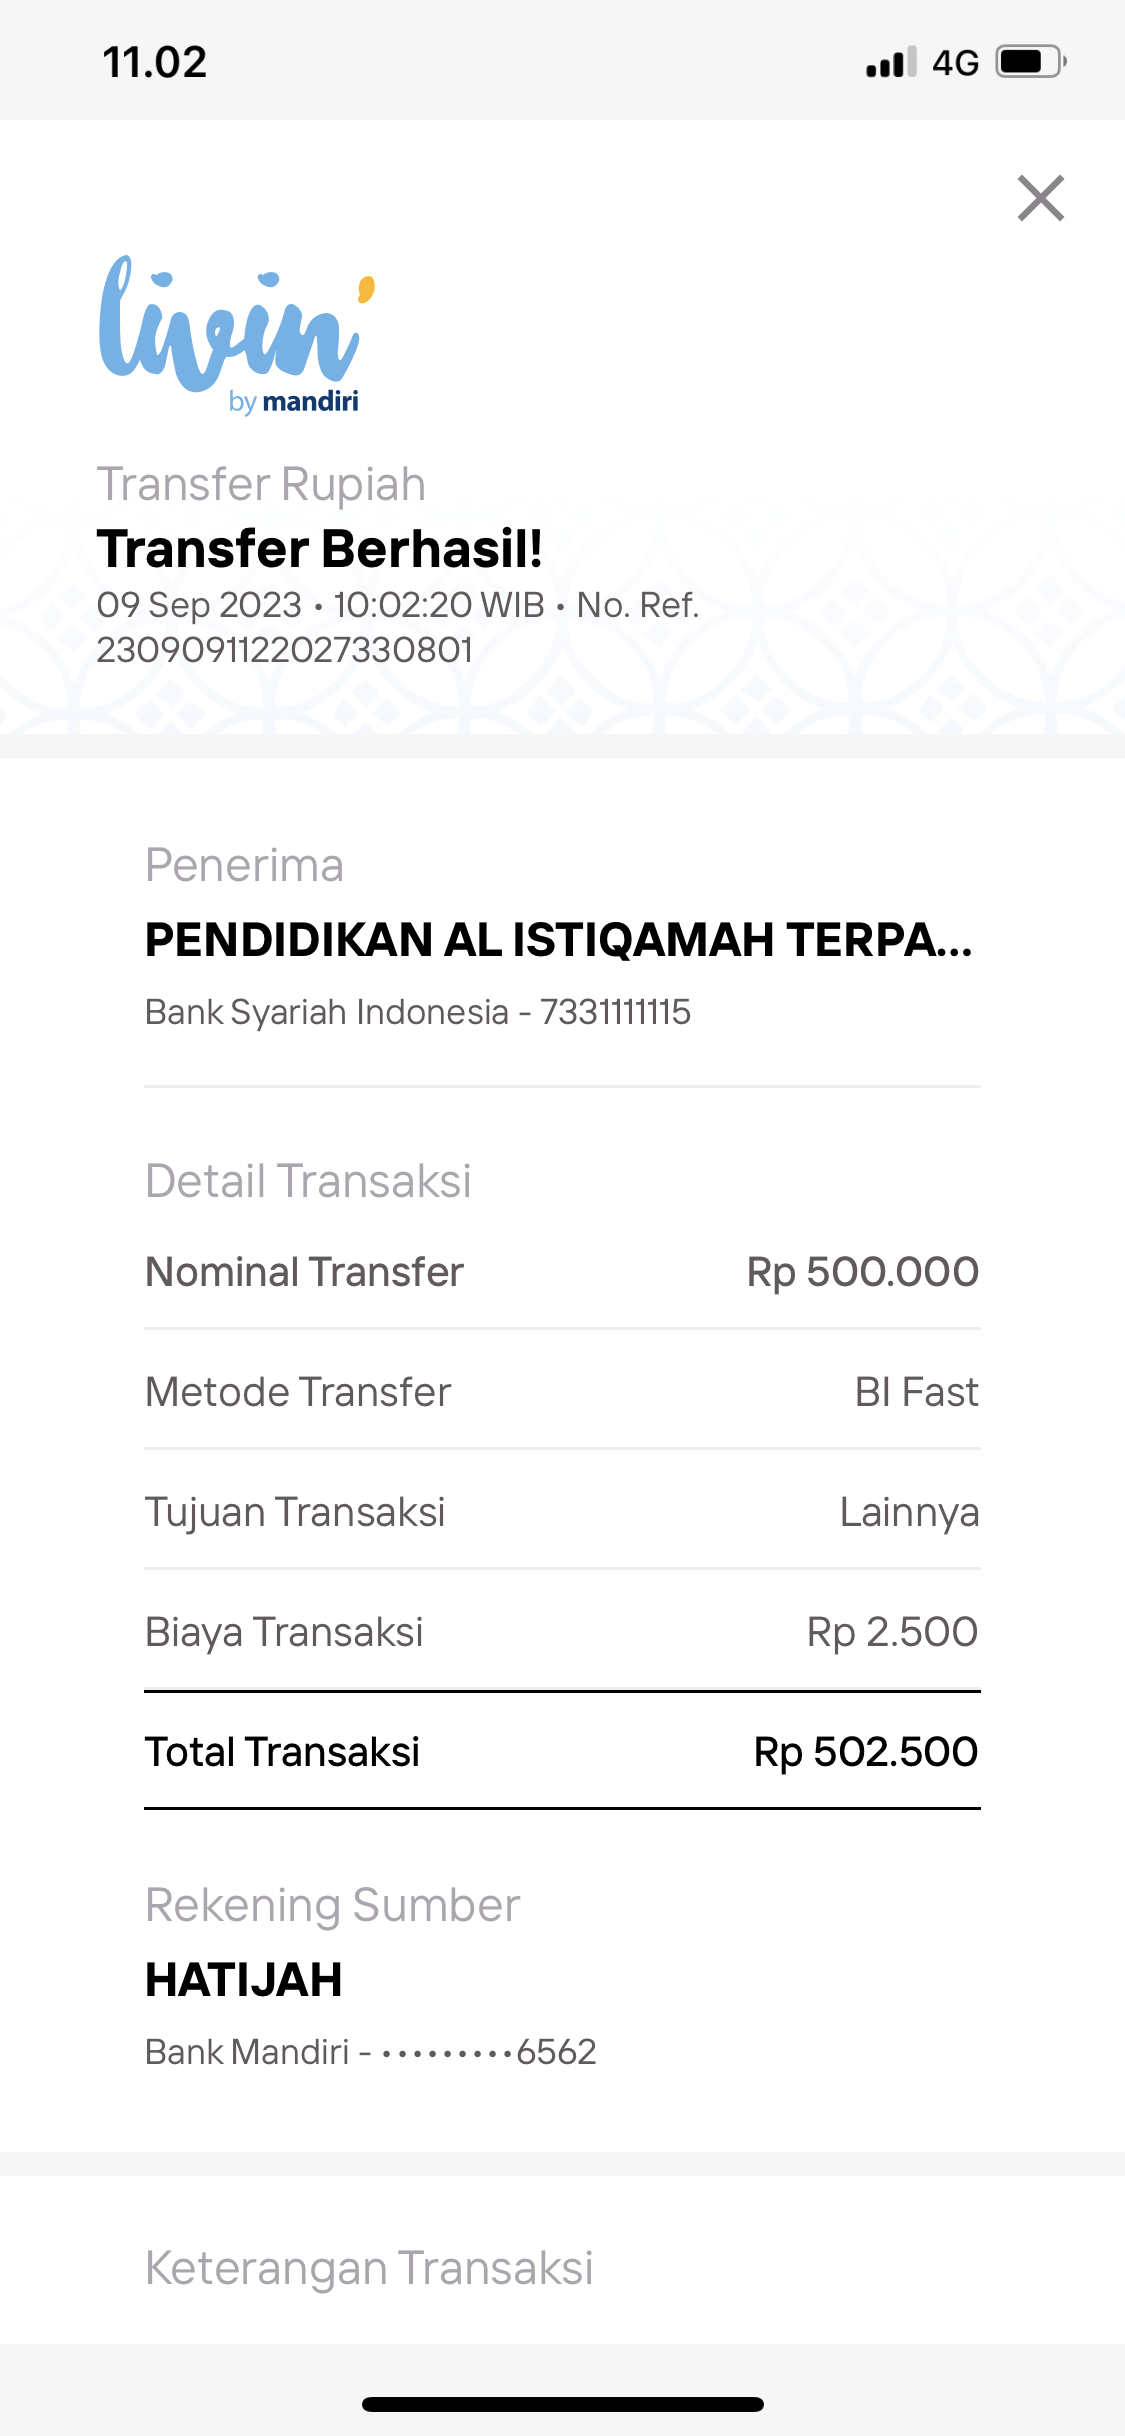 11.02
4G
livin'
by mandiri
Transfer Rupiah
Transfer Berhasil!
09 Sep 2023 • 10:02:20 WIB • No. Ref.
2309091122027330801
Penerima
PENDIDIKAN AL ISTIQAMAH TERPA...
Bank Syariah Indonesia - 7331111115
Detail Transaksi
Nominal Transfer Rp 500.000
Metode Transfer BI Fast
Tujuan Transaksi Lainnya
Biaya Transaksi Rp 2.500
Total Transaksi Rp 502.500
Rekening Sumber
HATIJAH
Bank Mandiri - •••••••••6562
Keterangan Transaksi